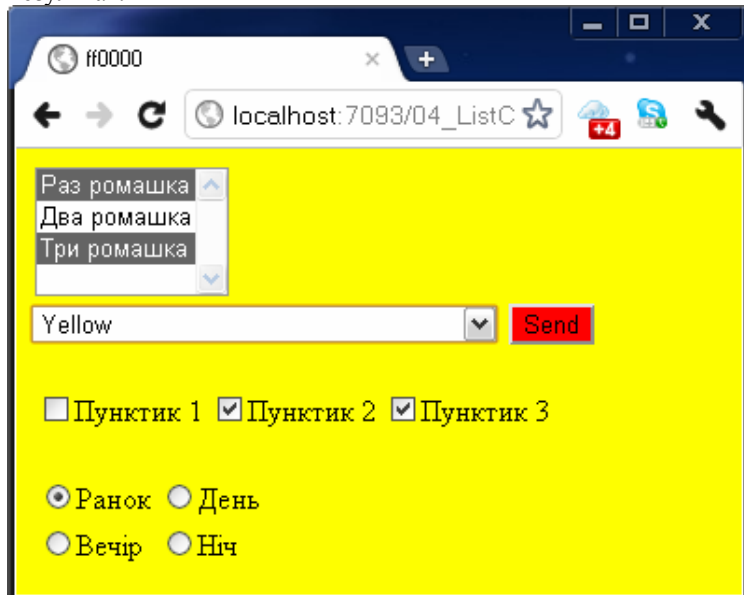 ff0000
localhost:7093/04_ListC
+4
Раз ромашка
Два ромашка
Три ромашка
Yellow Send
Пунктик 1 Пунктик 2 Пунктик 3
Ранок День
Вечір Ніч